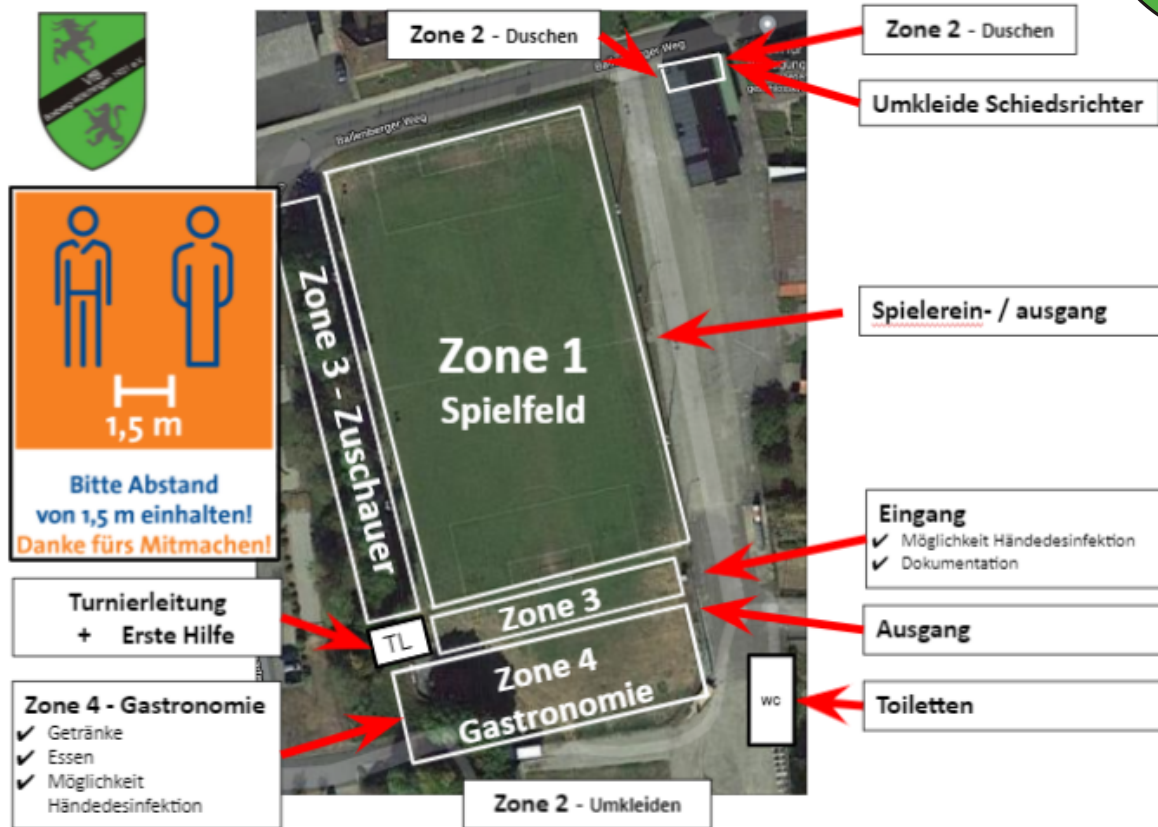 Zone 2 - Duschen
Zone 2 - Duschen
Umkleide Schiedsrichter
Ballenberger Weg
VfB
Zone 3 - Zuschauer
Zone 1
Spielfeld
1,5 m
Bitte Abstand
von 1,5 m einhalten!
Danke fürs Mitmachen!
Spielerein- / ausgang
Eingang
✓ Möglichkeit Händedesinfektion
✓ Dokumentation
Turnierleitung
+ Erste Hilfe
TL
Zone 3
Ausgang
Zone 4
Gastronomie
Zone 4 - Gastronomie
✓ Getränke
✓ Essen
✓ Möglichkeit
Händedesinfektion
WC
Toiletten
Zone 2 - Umkleiden